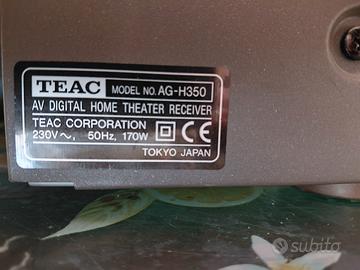 TEAC MODEL NO. AG-H350
AV DIGITAL HOME THEATER RECEIVER
TEAC CORPORATION
230V～, 50Hz, 170W CE
TOKYO JAPAN
subito